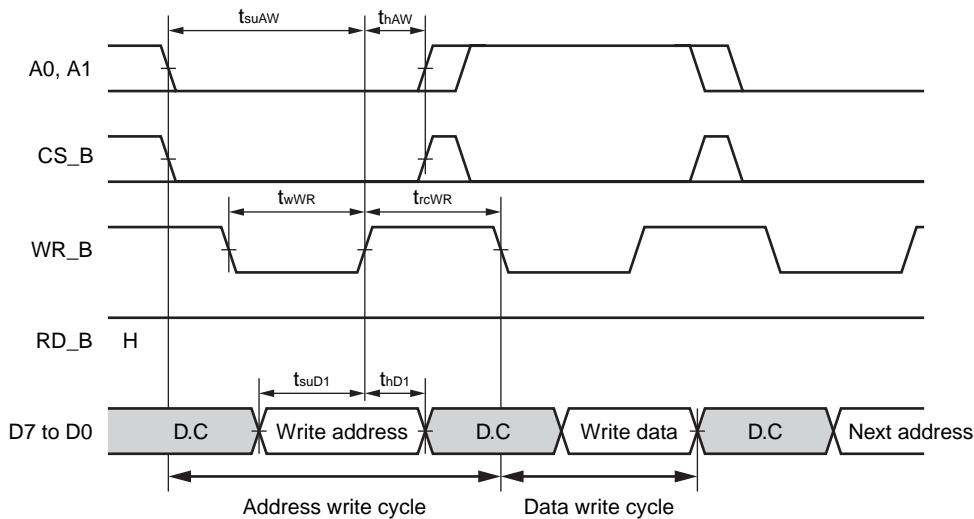 tsuAW thAW
A0, A1
CS_B
twWR trcWR
WR_B
RD_B H
tsuD1 thD1
D7 to D0 D.C Write address D.C Write data D.C Next address
Address write cycle Data write cycle